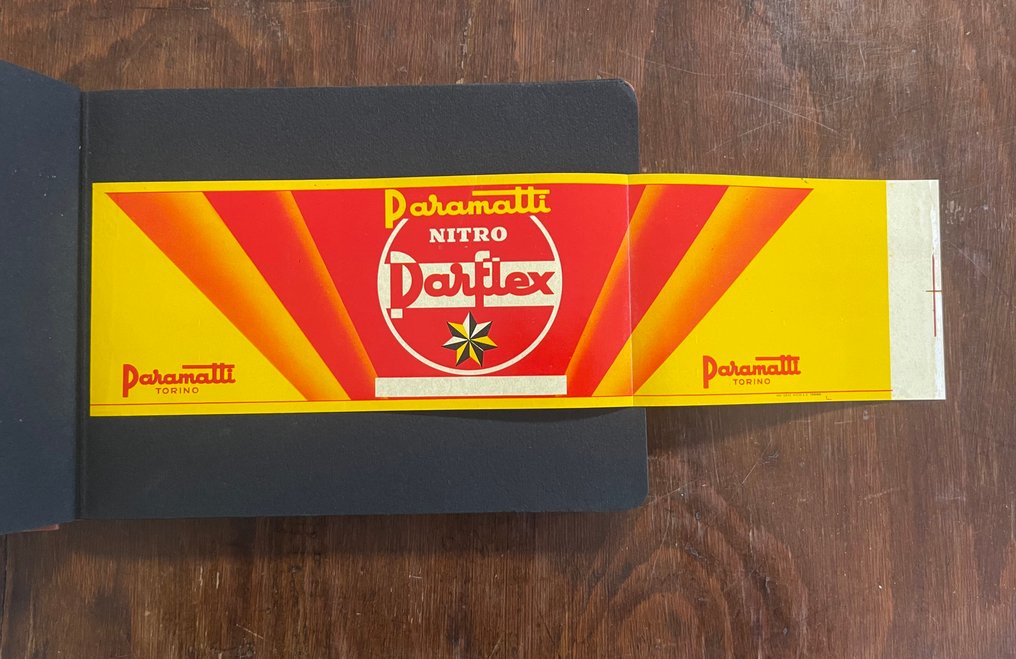 Paramatti
NITRO
Parflex
Paramatti
TORINO
Paramatti
TORINO